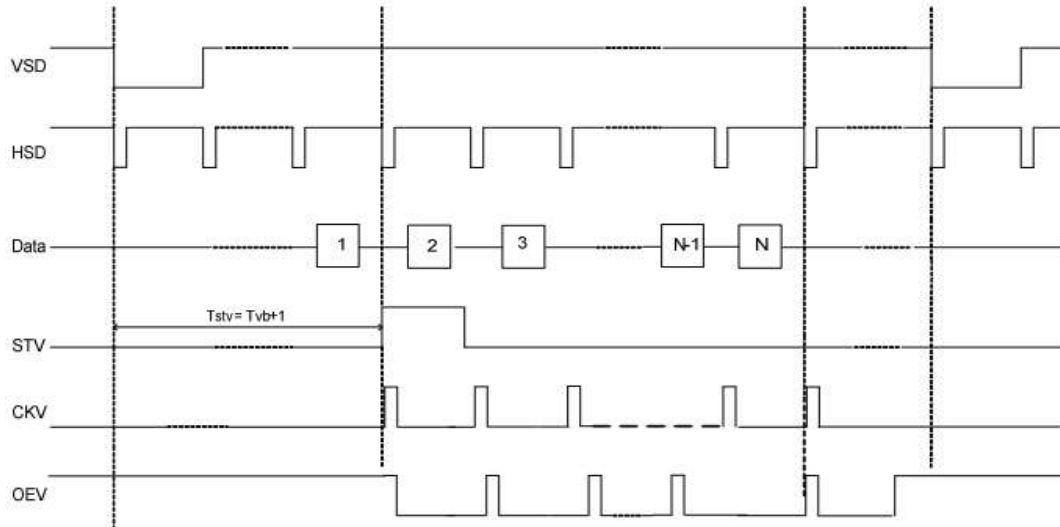 VSD
HSD
Data 1 2 3 N-1 N
Tstv= Tvb+1
STV
CKV
OEV